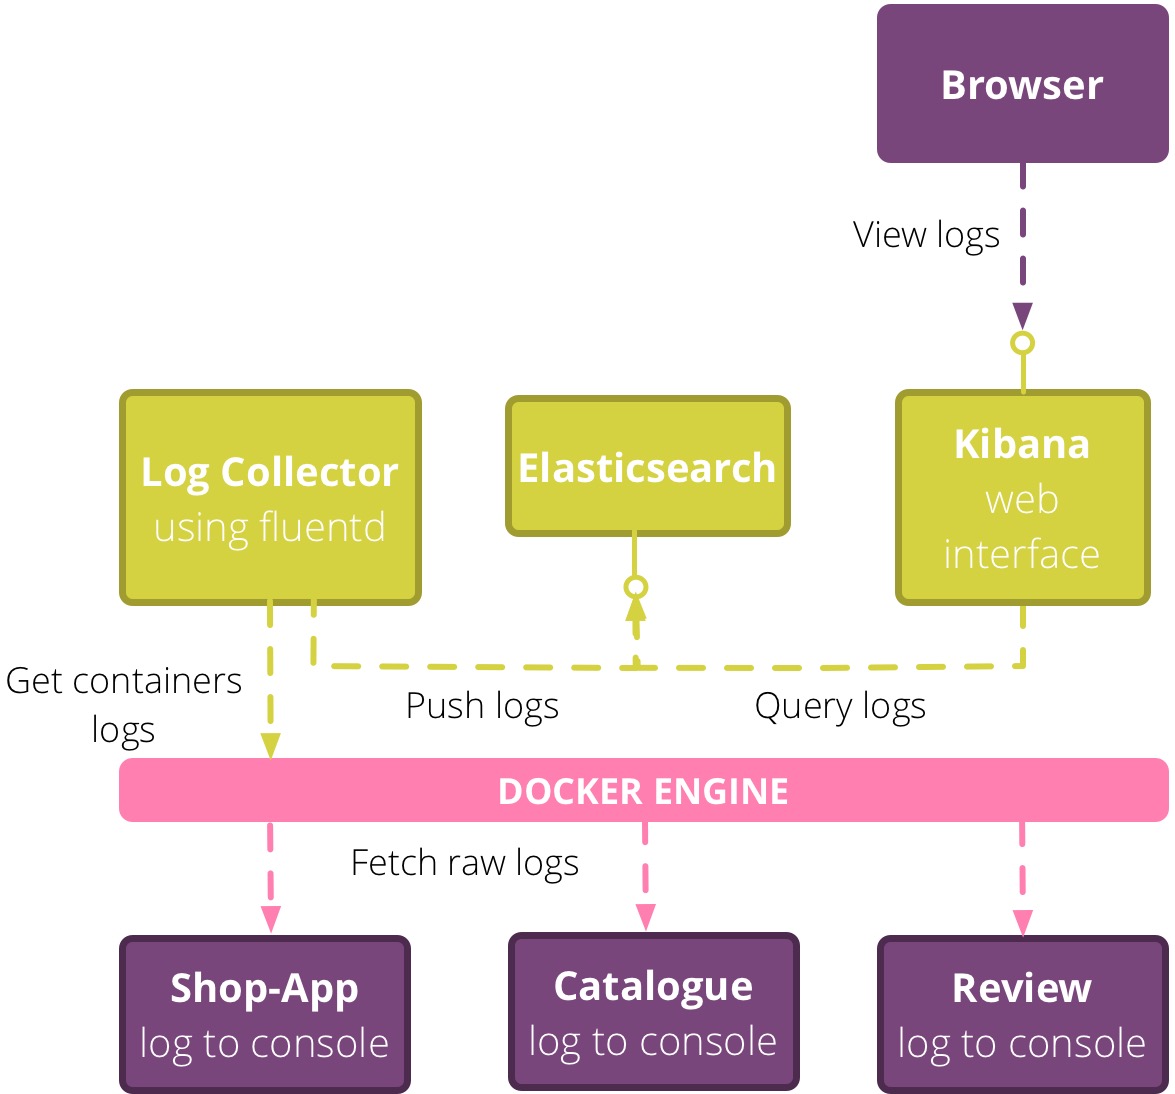 Browser
View logs
Log Collector
using fluentd
Elasticsearch
Kibana
web
interface
Get containers
logs
Push logs
Query logs
DOCKER ENGINE
Fetch raw logs
Shop-App
log to console
Catalogue
log to console
Review
log to console